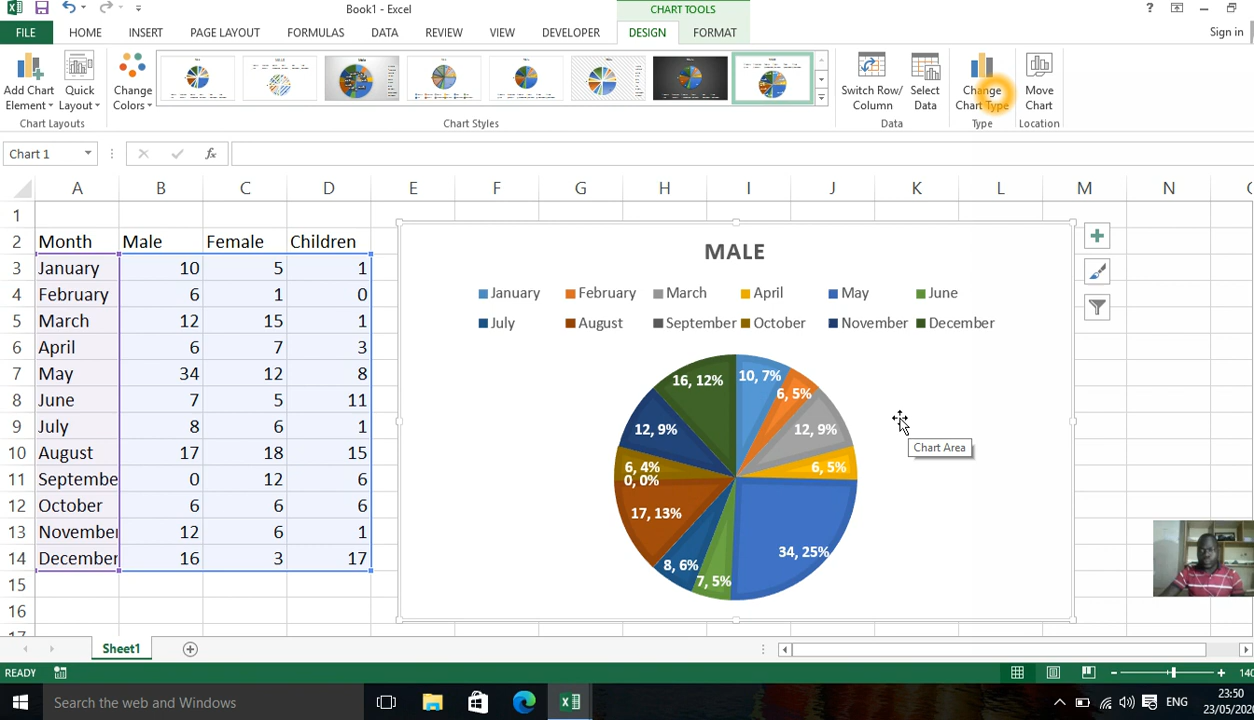 Book1 - Excel
CHART TOOLS
?
FILE HOME INSERT PAGE LAYOUT FORMULAS DATA REVIEW VIEW DEVELOPER DESIGN FORMAT Sign in
Add Chart Element
Quick Layout
Change Colors
Switch Row/ Column
Select Data
Change Chart Type
Move Chart
Chart Layouts Chart Styles Data Type Location
Chart 1 fx
A B C D E F G H I J K L M N
1
2 Month Male Female Children
3 January 10 5 1
4 February 6 1 0
5 March 12 15 1
6 April 6 7 3
7 May 34 12 8
8 June 7 5 11
9 July 8 6 1
10 August 17 18 15
11 Septembe 0 12 6
12 October 6 6 6
13 November 12 6 1
14 December 16 3 17
15
16
17
MALE
January February March April May June
July August September October November December
16, 12% 10, 7%
6, 5%
12, 9% 12, 9%
6, 4% 6, 5%
0, 0%
17, 13%
34, 25%
8, 6%
7, 5%
Chart Area
Sheet1
READY
Search the web and Windows
ENG
23:50